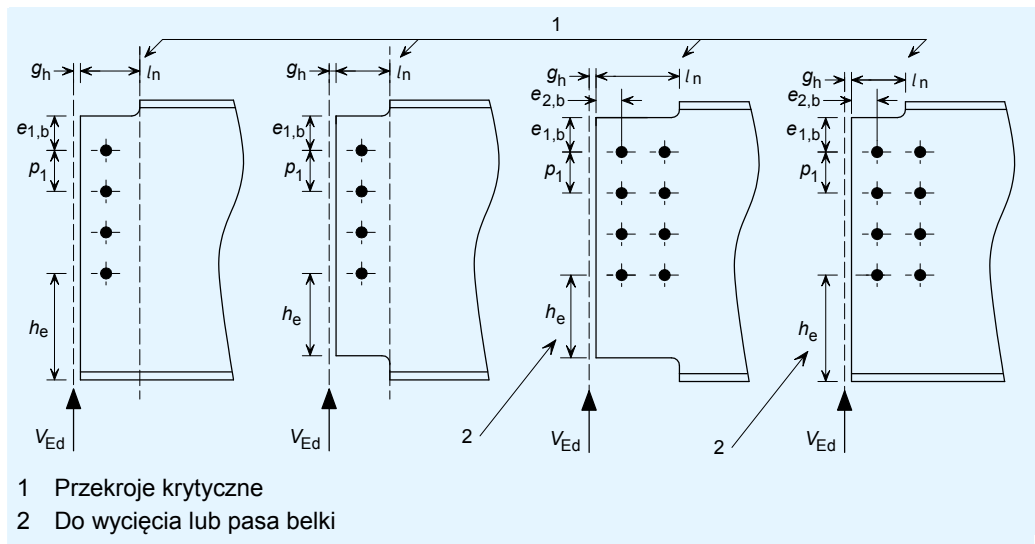 1
gh ln gh ln gh ln gh ln
e2,b e2,b
e1,b e1,b e1,b e1,b
p1 p1 p1 p1
he he he he
VEd VEd 2 VEd 2 VEd
1 Przekroje krytyczne
2 Do wycięcia lub pasa belki